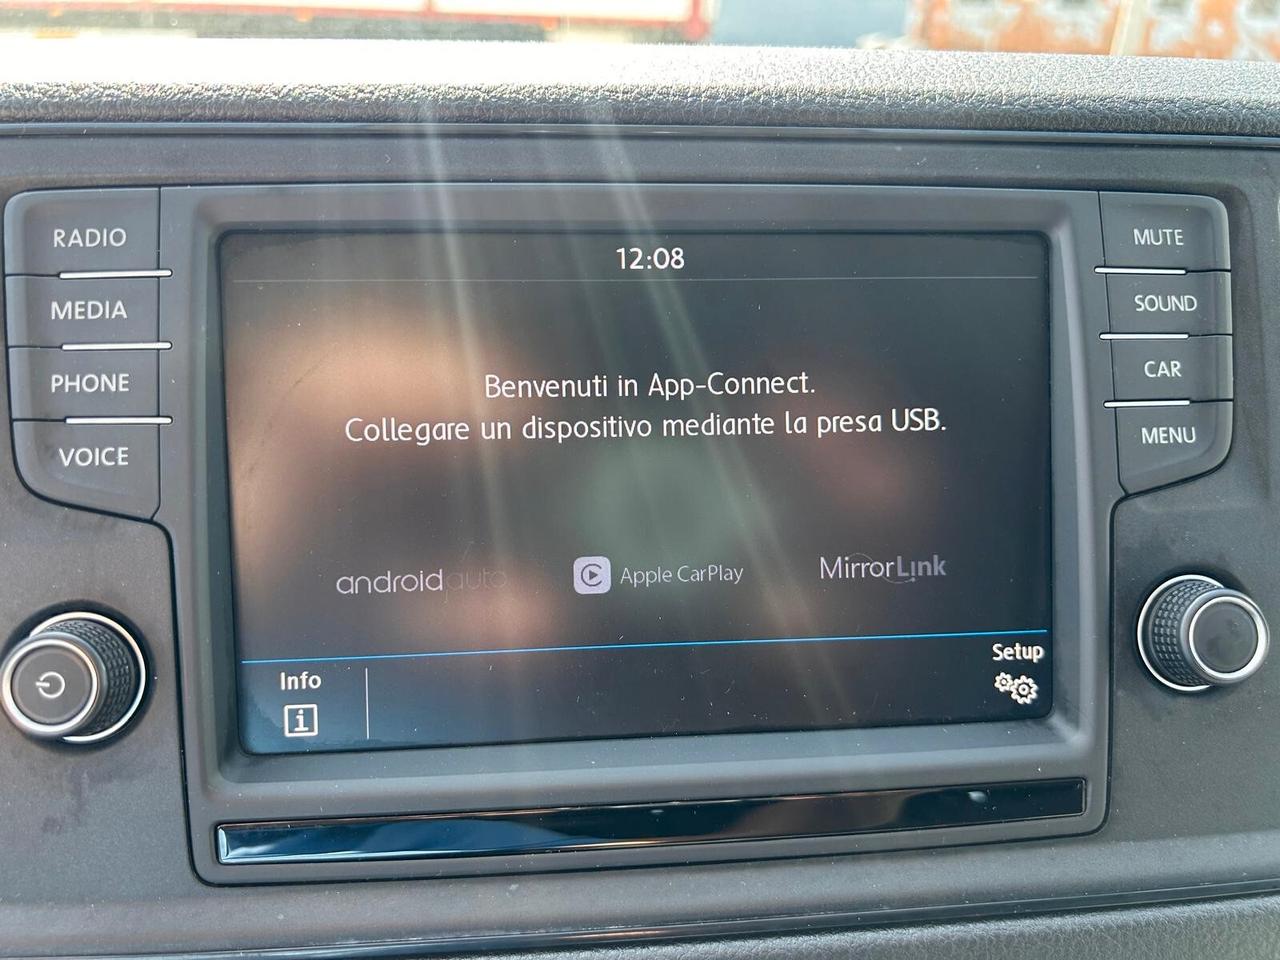 RADIO
MEDIA
PHONE
VOICE
12:08
Benvenuti in App-Connect.
Collegare un dispositivo mediante la presa USB.
androidauto
Apple CarPlay
MirrorLink
Info
i
Setup
MUTE
SOUND
CAR
MENU